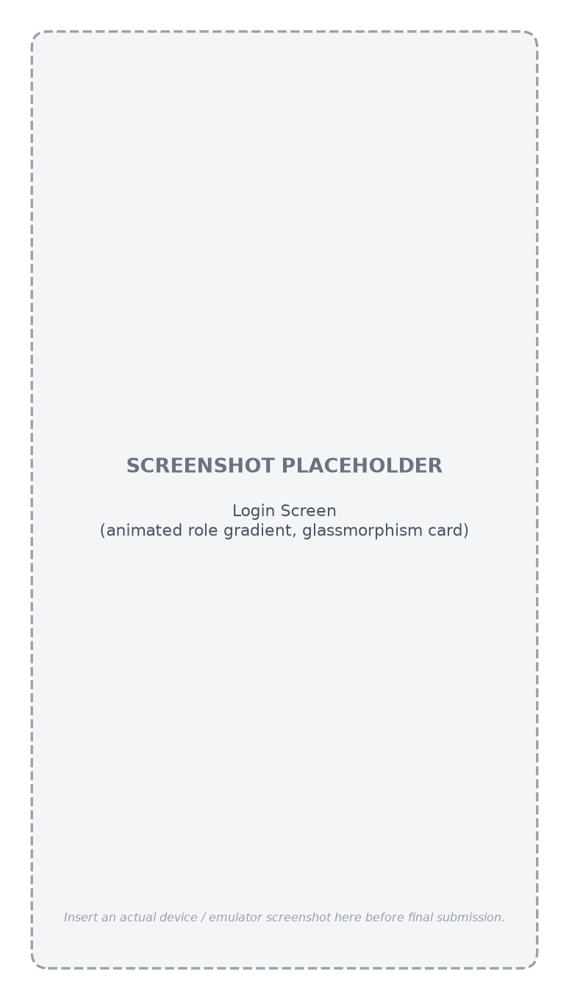 SCREENSHOT PLACEHOLDER
Login Screen
(animated role gradient, glassmorphism card)
Insert an actual device / emulator screenshot here before final submission.